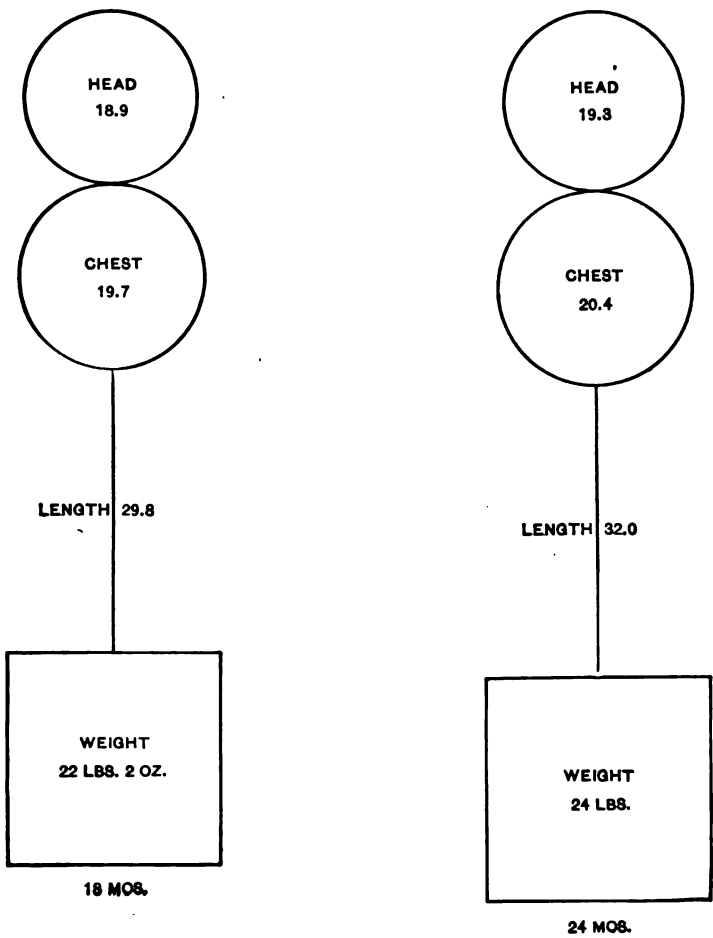 HEAD
18.9
CHEST
19.7
LENGTH 29.8
WEIGHT
22 LBS. 2 OZ.
18 MOS.
HEAD
19.3
CHEST
20.4
LENGTH 32.0
WEIGHT
24 LBS.
24 MOS.